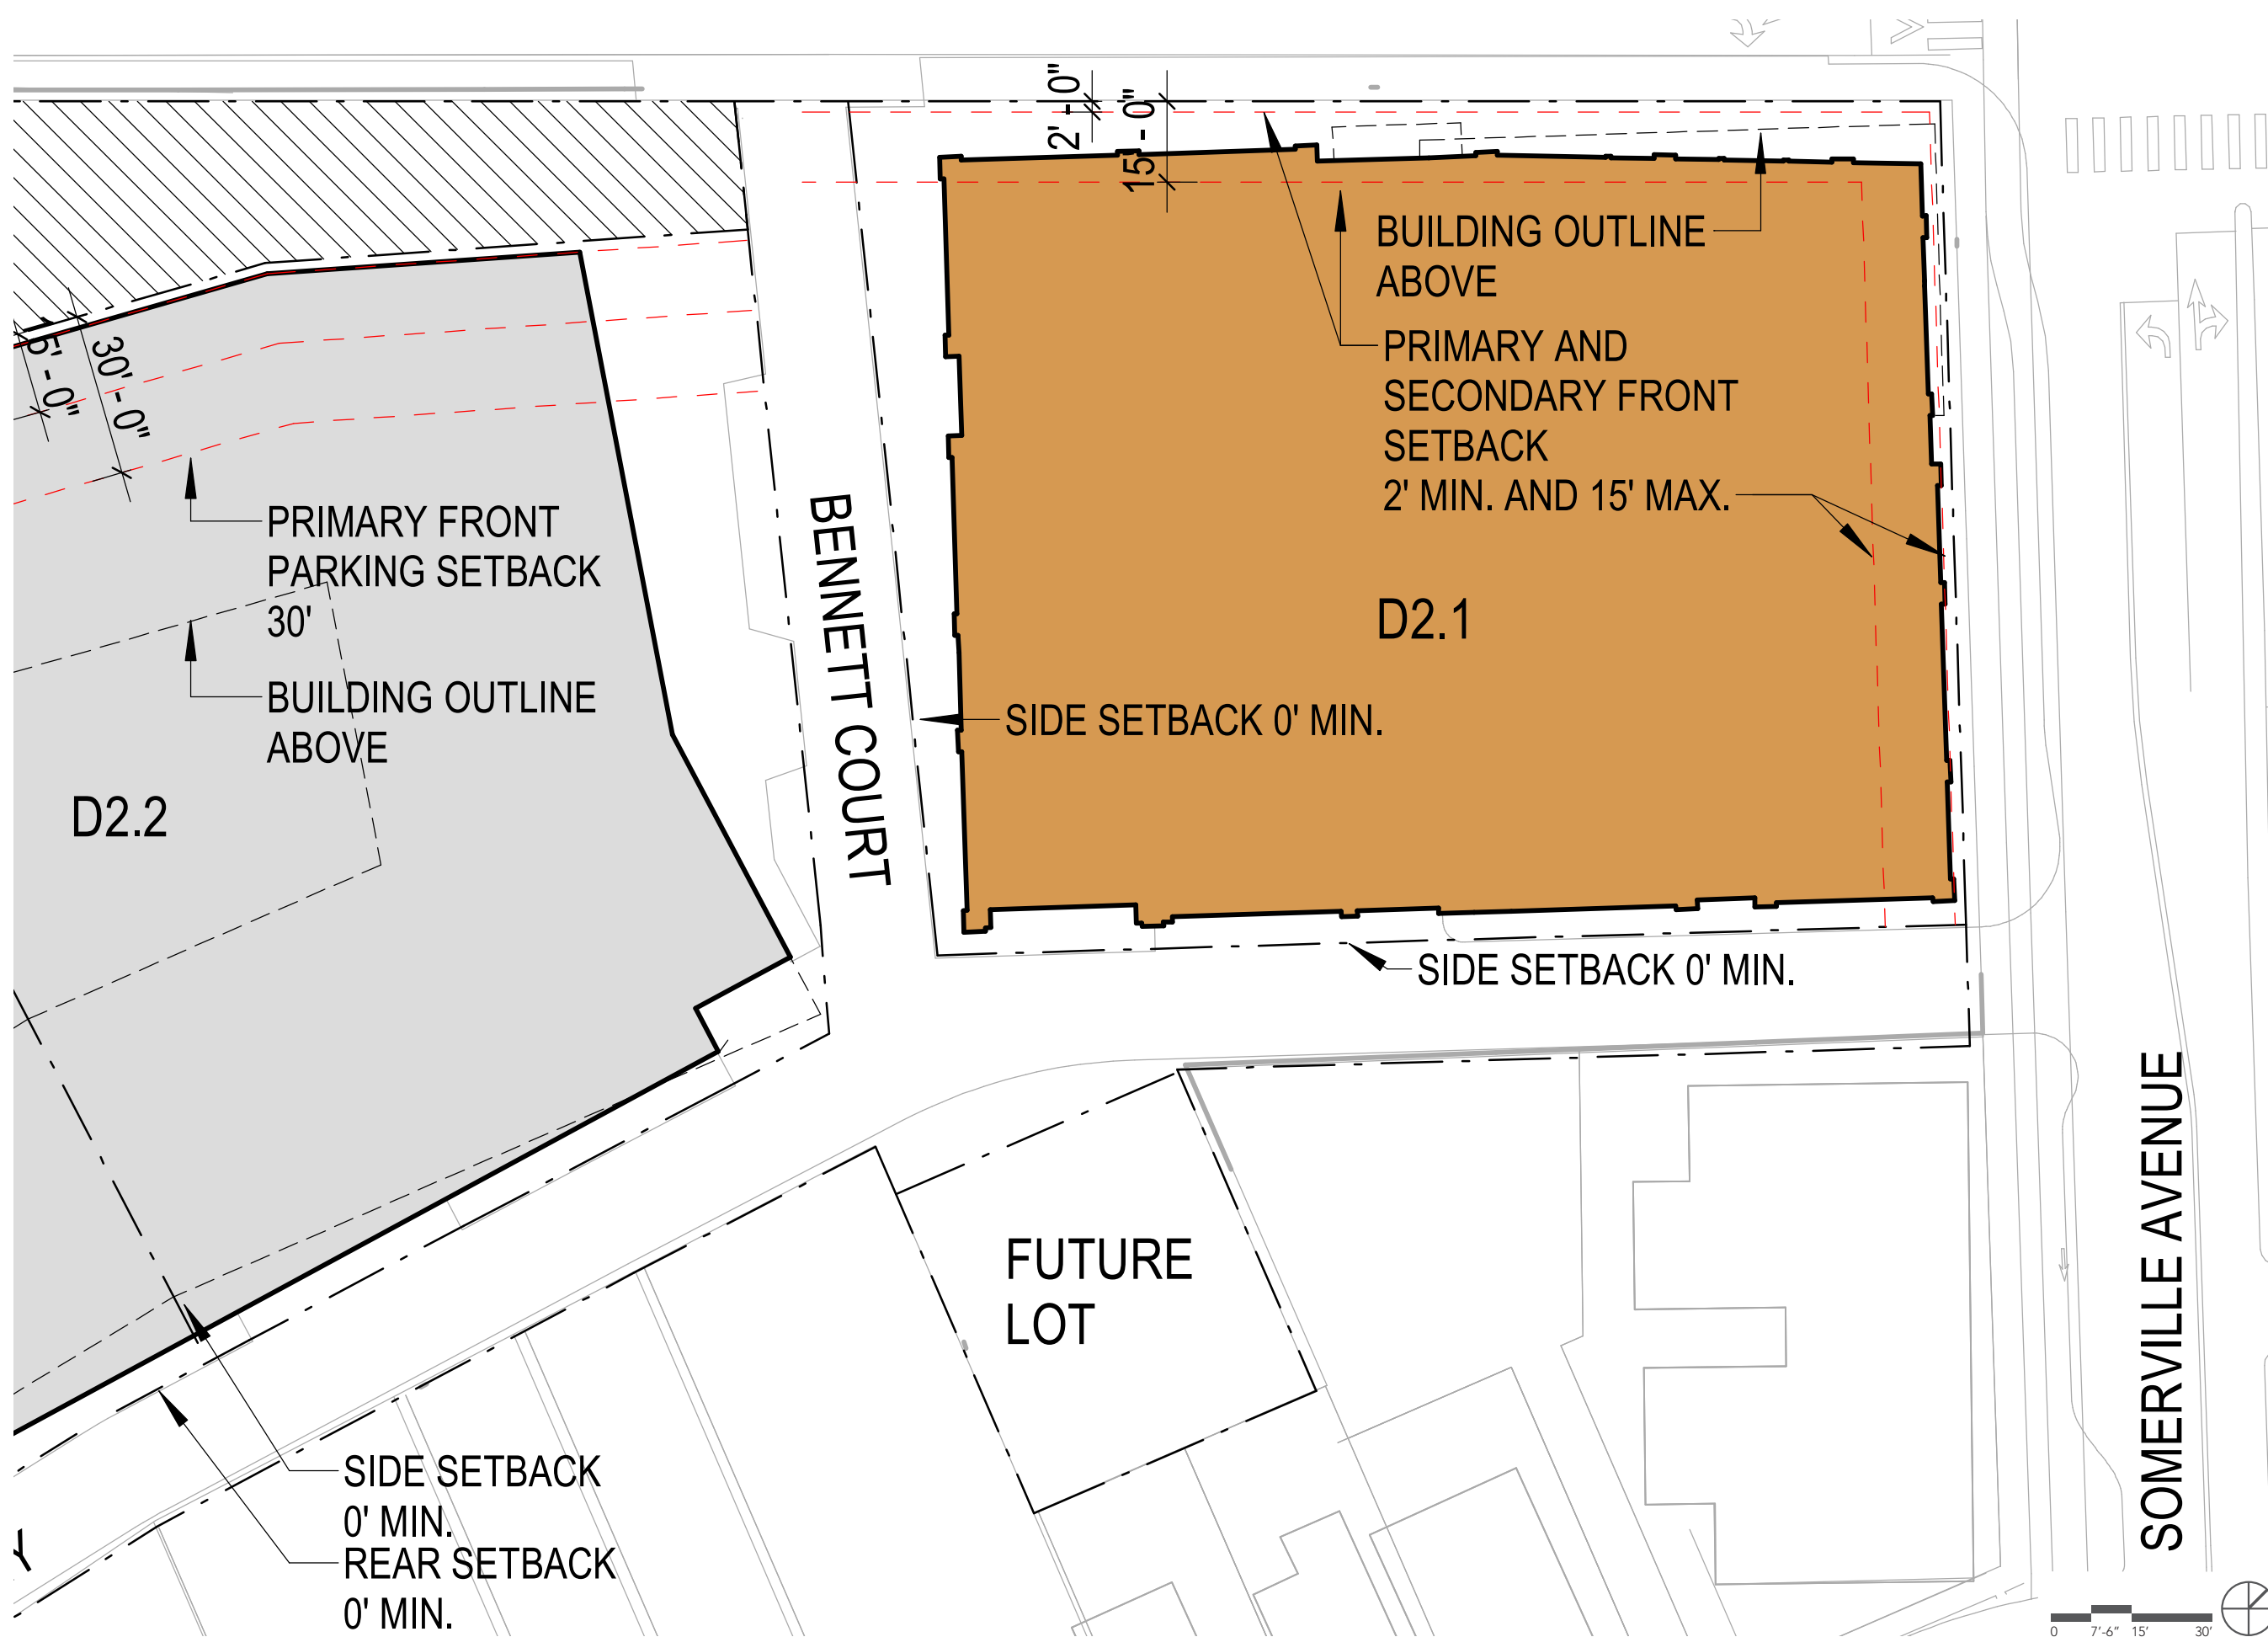 2' - 0"
15' - 0"
BUILDING OUTLINE
ABOVE
PRIMARY AND
SECONDARY FRONT
SETBACK
2' MIN. AND 15' MAX.
30' - 0"
PRIMARY FRONT
PARKING SETBACK
30'
BUILDING OUTLINE
ABOVE
D2.2
BENNETT COURT
D2.1
SIDE SETBACK 0' MIN.
SIDE SETBACK 0' MIN.
FUTURE
LOT
SOMERVILLE AVENUE
SIDE SETBACK
0' MIN.
REAR SETBACK
0' MIN.
0 7'-6" 15' 30'